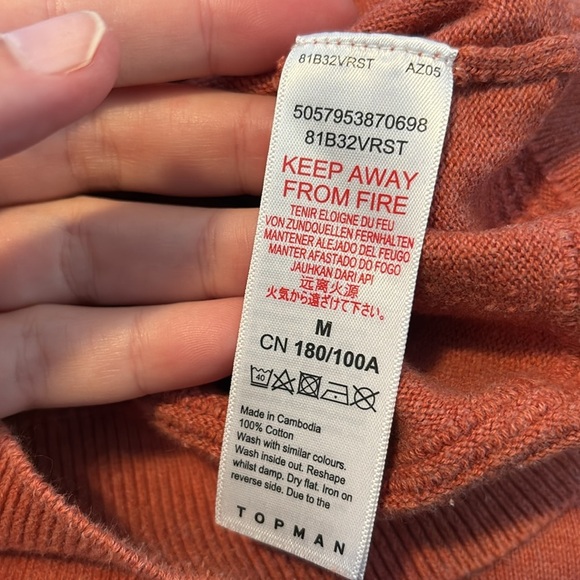 81B32VRST AZ05
5057953870698
81B32VRST
KEEP AWAY
FROM FIRE
TENIR ELOIGNE DU FEU
VON ZUNDQUELLEN FERNHALTEN
MANTENER ALEJADO DEL FEUGO
MANTER AFASTADO DO FOGO
JAUHKAN DARI API
远离火源
火気から遠ざけて下さい。
M
CN 180/100A
40
Made in Cambodia
100% Cotton
Wash with similar colours.
Wash inside out. Reshape
whilst damp. Dry flat. Iron on
reverse side. Due to the
TOPMAN